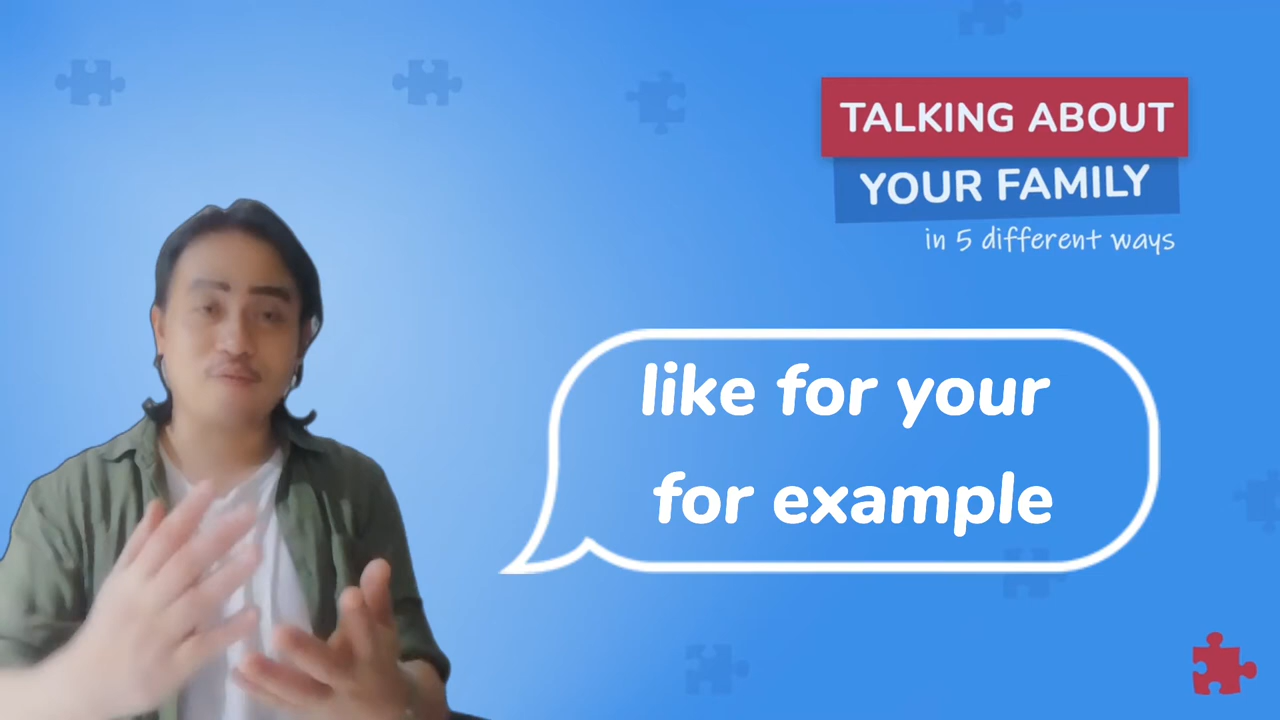 TALKING ABOUT
YOUR FAMILY
in 5 different ways
like for your
for example